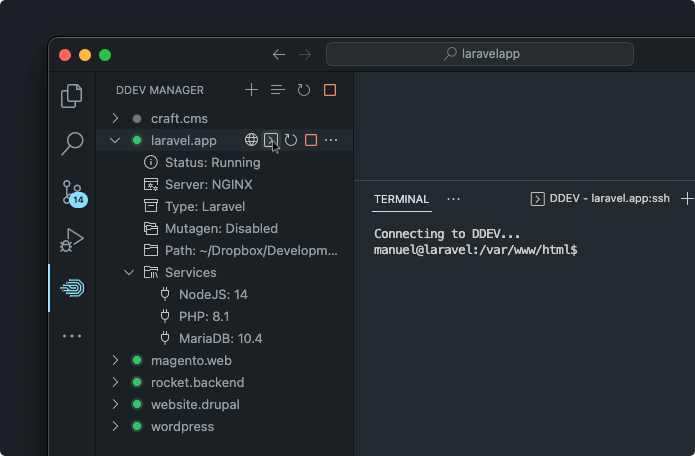 laravelapp
DDEV MANAGER
craft.cms
laravel.app
Status: Running
Server: NGINX
Type: Laravel
Mutagen: Disabled
Path: ~/Dropbox/Developm...
Services
NodeJS: 14
PHP: 8.1
MariaDB: 10.4
magento.web
rocket.backend
website.drupal
wordpress
14
TERMINAL
DDEV - laravel.app:ssh
Connecting to DDEV...
manuel@laravel:/var/www/html$